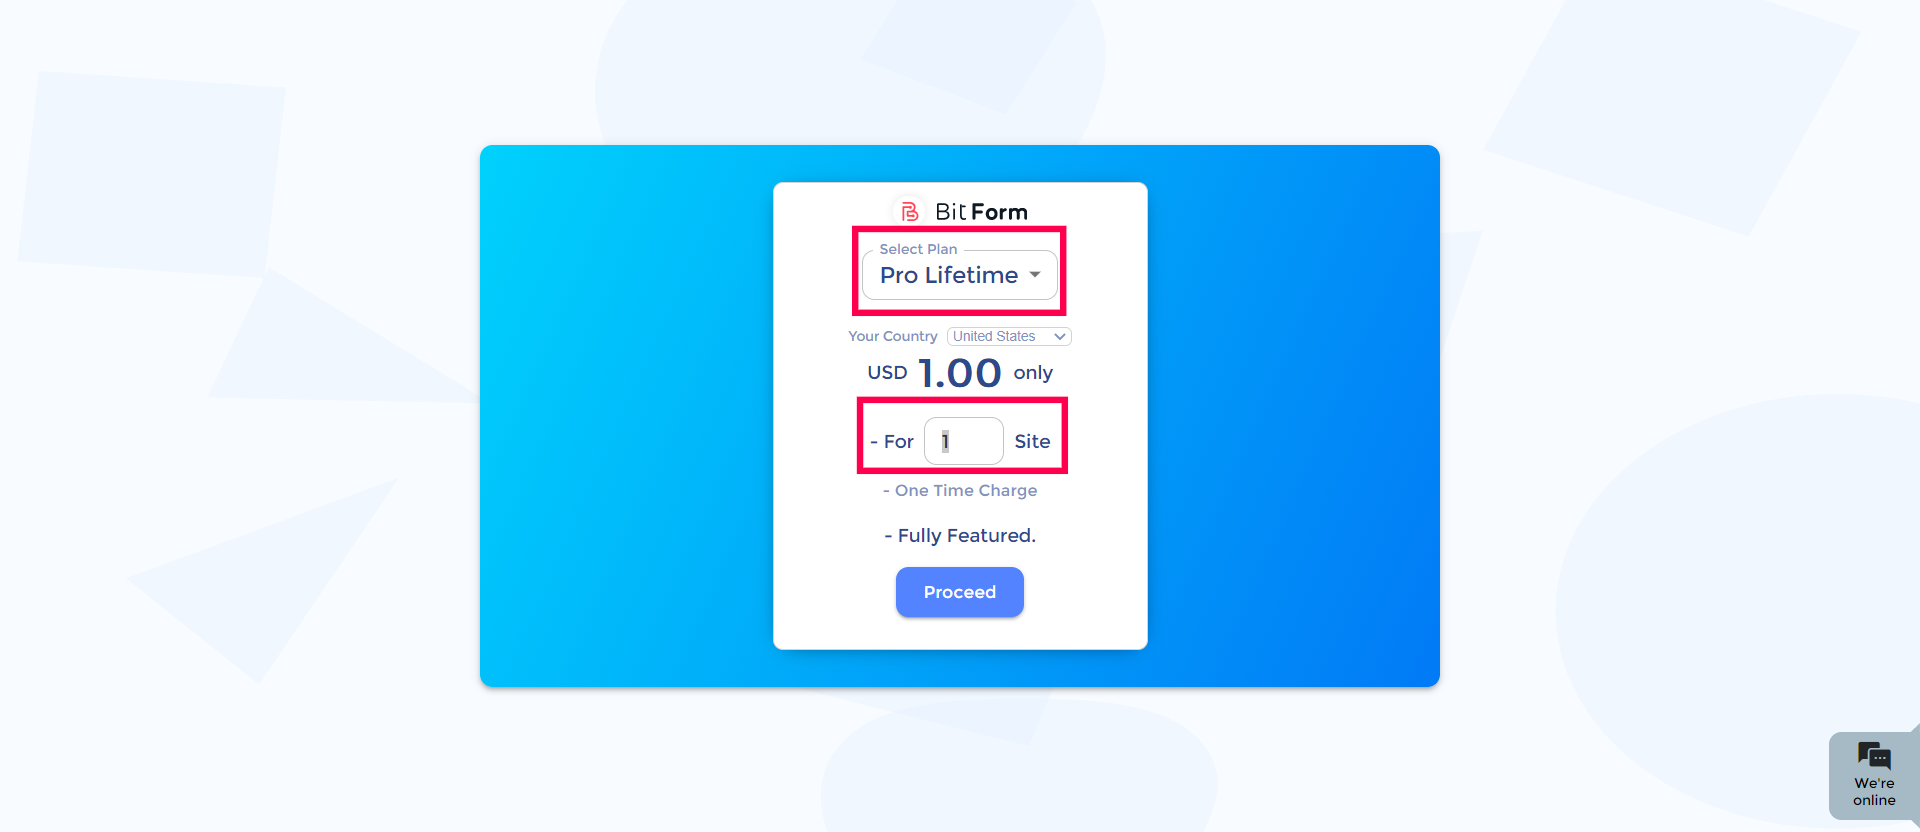 Bit Form
Select Plan
Pro Lifetime
Your Country United States
USD 1.00 only
- For 1 Site
- One Time Charge
- Fully Featured.
Proceed
We're
online